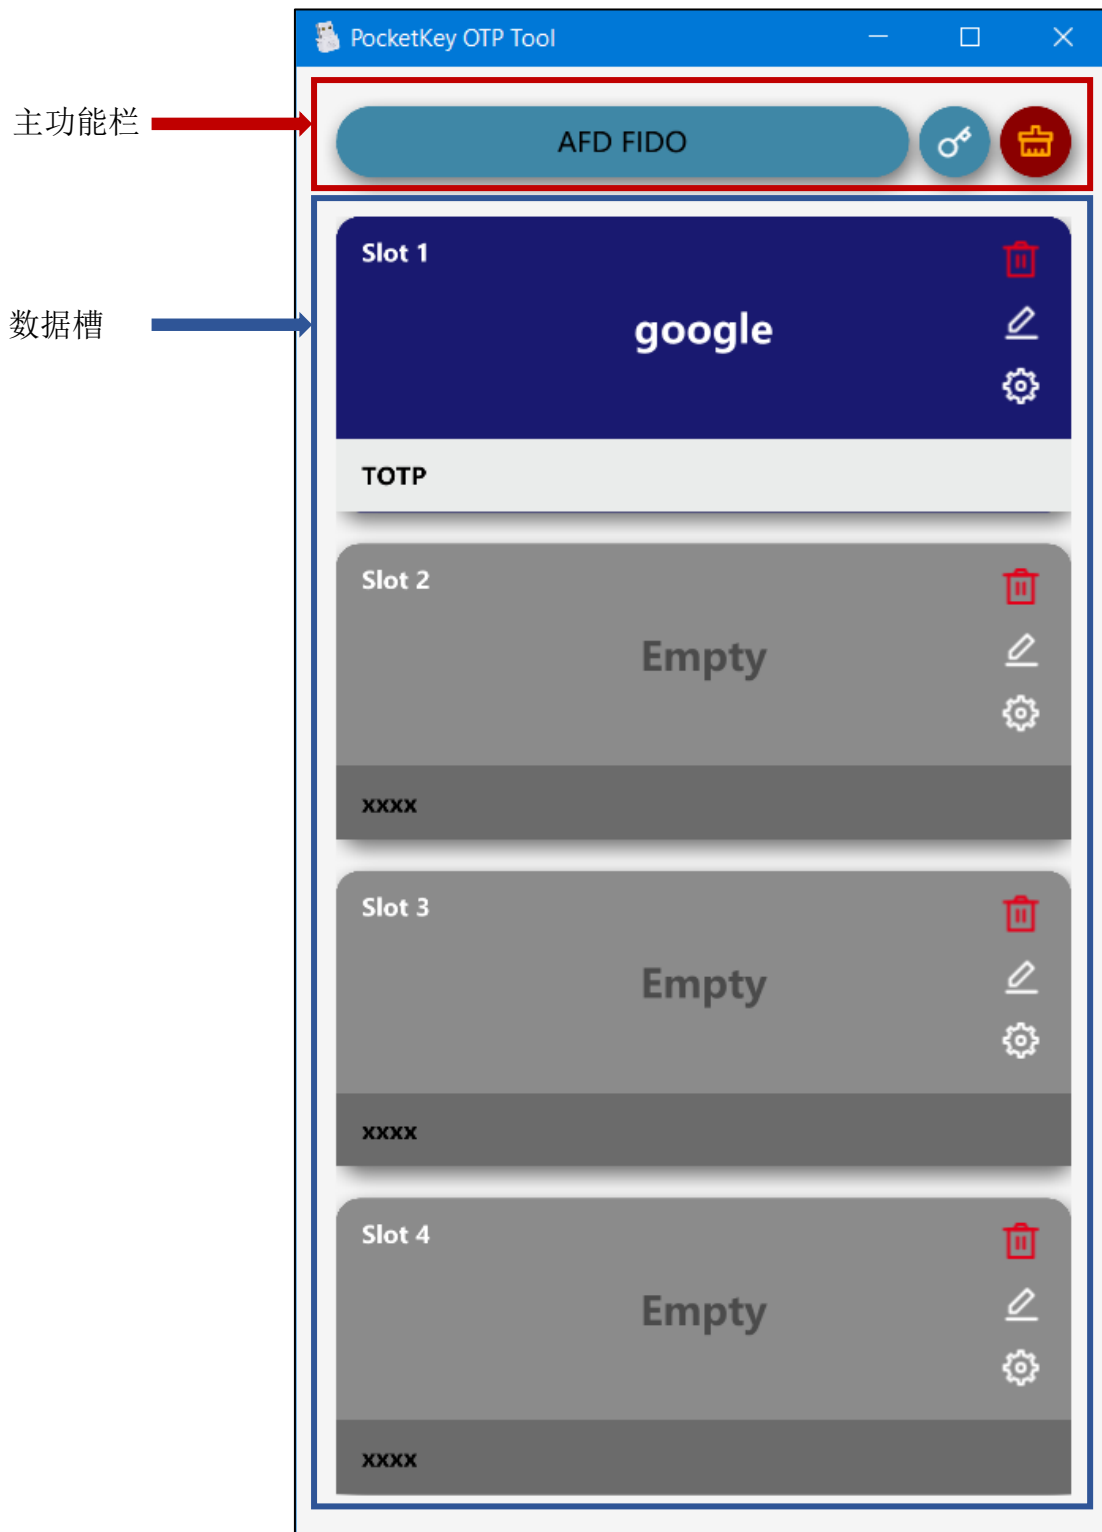 PocketKey OTP Tool
主功能栏
AFD FIDO
Slot 1
数据槽
google
TOTP
Slot 2
Empty
xxxx
Slot 3
Empty
xxxx
Slot 4
Empty
xxxx